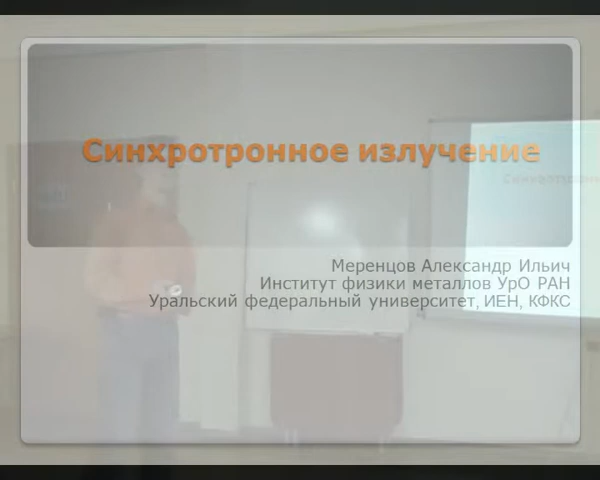 Синхротронное излучение
Меренцов Александр Ильич
Институт физики металлов УрО РАН
Уральский федеральный университет, ИЕН, КФКС